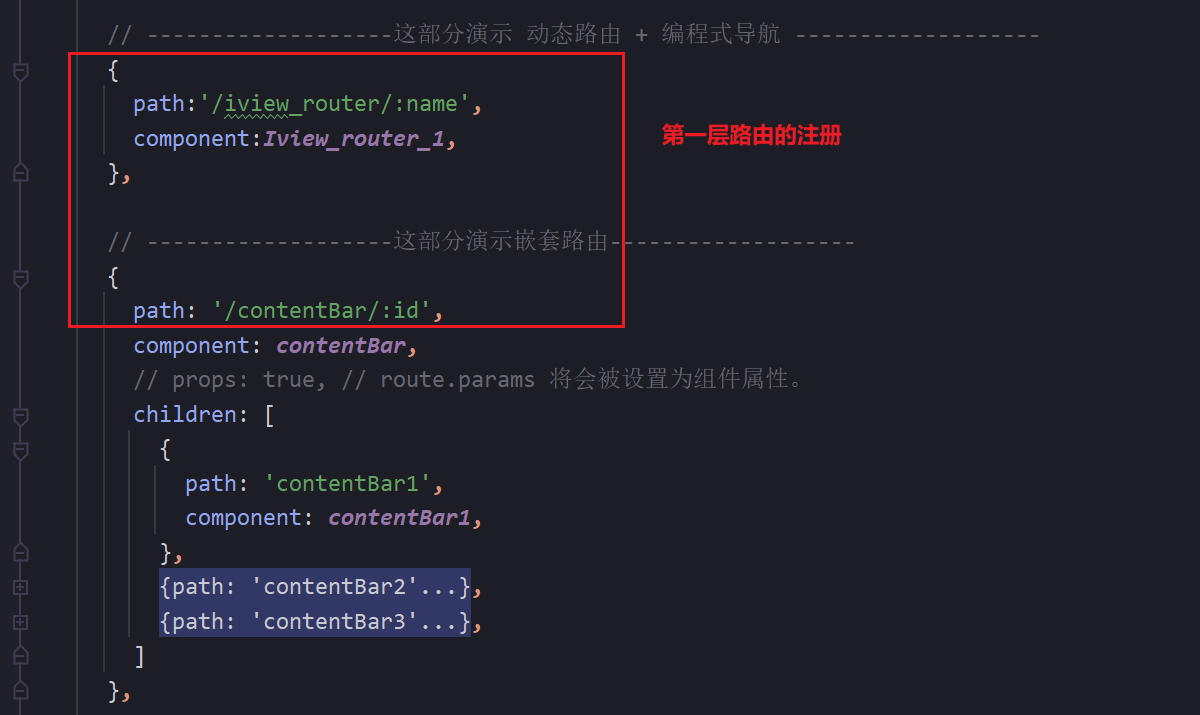 // -------------------这部分演示 动态路由 + 编程式导航 -------------------
{
path:'/iview_router/:name',
component:Iview_router_1,
第一层路由的注册
},
// -------------------这部分演示嵌套路由-------------------
{
path: '/contentBar/:id',
component: contentBar,
// props: true, // route.params 将会被设置为组件属性。
children: [
{
path: 'contentBar1',
component: contentBar1,
},
{path: 'contentBar2'...},
{path: 'contentBar3'...},
]
},